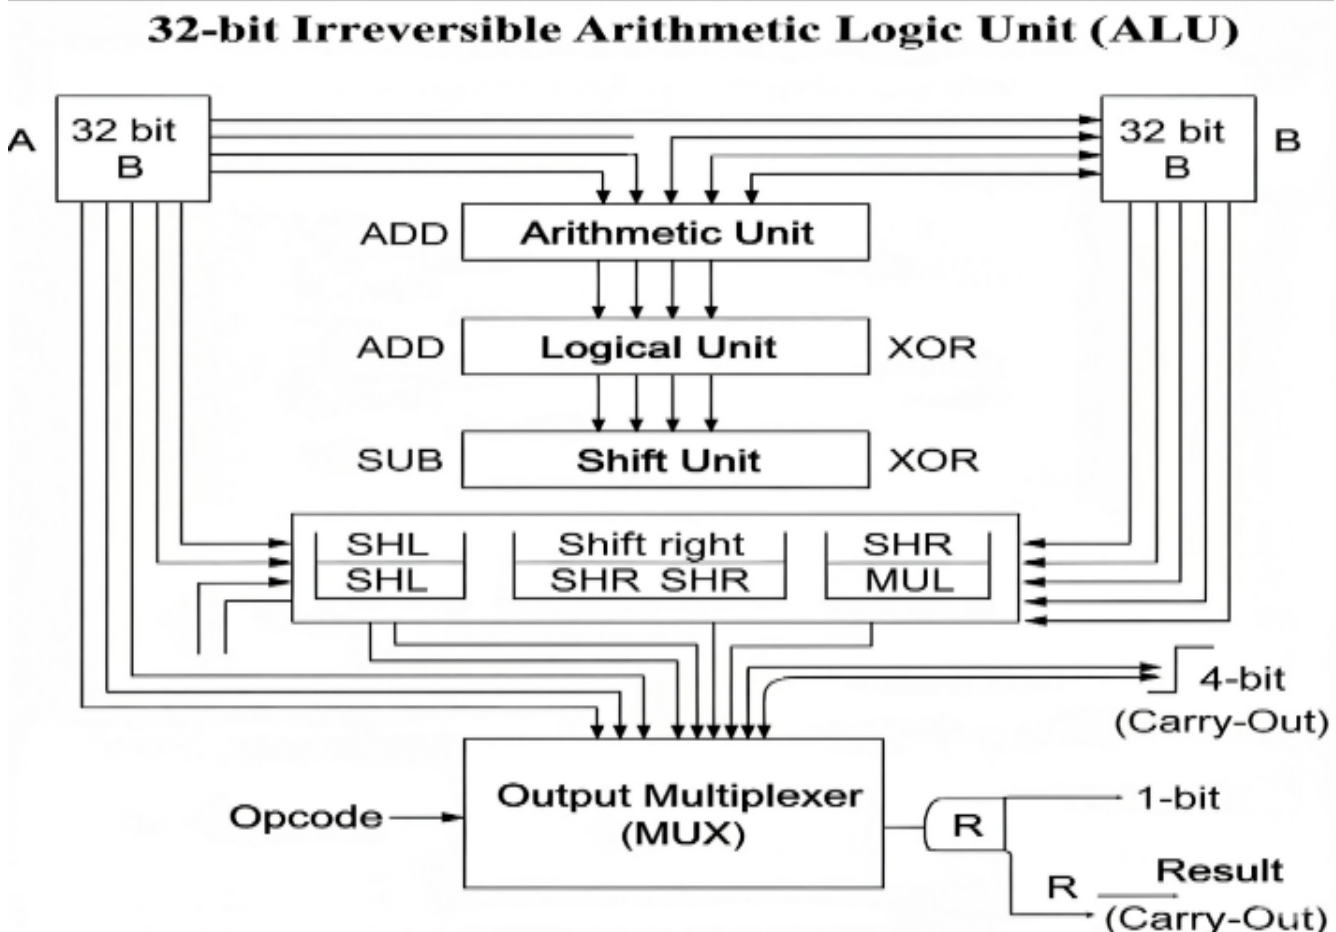 32-bit Irreversible Arithmetic Logic Unit (ALU)
A
32 bit
B
32 bit
B
B
ADD
Arithmetic Unit
ADD
Logical Unit
XOR
SUB
Shift Unit
XOR
SHL
Shift right
SHR
SHL
SHR SHR
MUL
4-bit
(Carry-Out)
Opcode
Output Multiplexer
(MUX)
R
1-bit
R
Result
(Carry-Out)